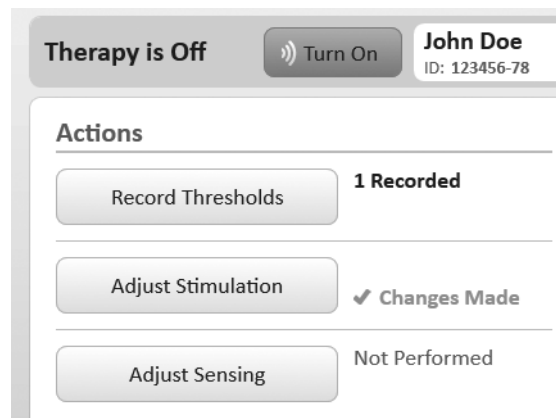 Therapy is Off
Turn On
John Doe
ID: 123456-78
Actions
Record Thresholds
1 Recorded
Adjust Stimulation
✔ Changes Made
Adjust Sensing
Not Performed